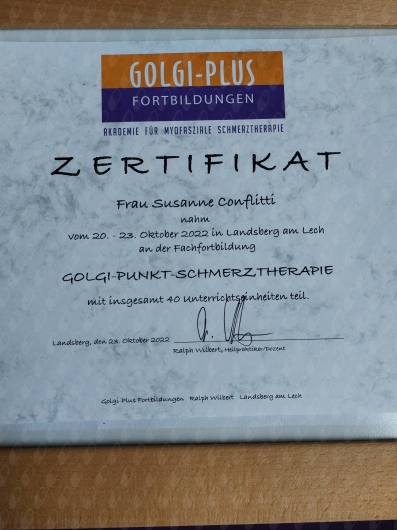 GOLGI-PLUS
FORTBILDUNGEN
AKADEMIE FÜR MYOFASZIALE SCHMERZTHERAPIE
ZERTIFIKAT
Frau Susanne Conflitti
nahm
vom 20. - 23. Oktober 2022 in Landsberg am Lech
an der Fachfortbildung
GOLGI-PUNKT-SCHMERZTHERAPIE
mit insgesamt 40 Unterrichtseinheiten teil.
Landsberg, den 23. Oktober 2022
Ralph Wilbert, Heilpraktiker/Dozent
Golgi-Plus Fortbildungen Ralph Wilbert Landsberg am Lech